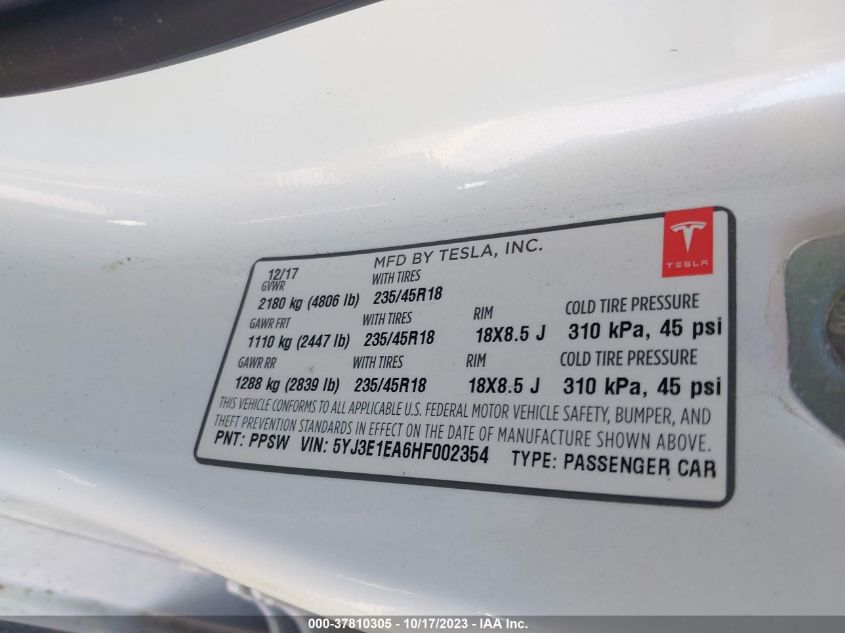 12/17 MFD BY TESLA, INC.
TESLA
GVWR WITH TIRES
2180 kg (4806 lb) 235/45R18
GAWR FRT WITH TIRES RIM COLD TIRE PRESSURE
1110 kg (2447 lb) 235/45R18 18X8.5 J 310 kPa, 45 psi
GAWR RR WITH TIRES RIM COLD TIRE PRESSURE
1288 kg (2839 lb) 235/45R18 18X8.5 J 310 kPa, 45 psi
THIS VEHICLE CONFORMS TO ALL APPLICABLE U.S. FEDERAL MOTOR VEHICLE SAFETY, BUMPER, AND
THEFT PREVENTION STANDARDS IN EFFECT ON THE DATE OF MANUFACTURE SHOWN ABOVE.
PNT: PPSW VIN: 5YJ3E1EA6HF002354 TYPE: PASSENGER CAR
000-37810305 - 10/17/2023 - IAA Inc.